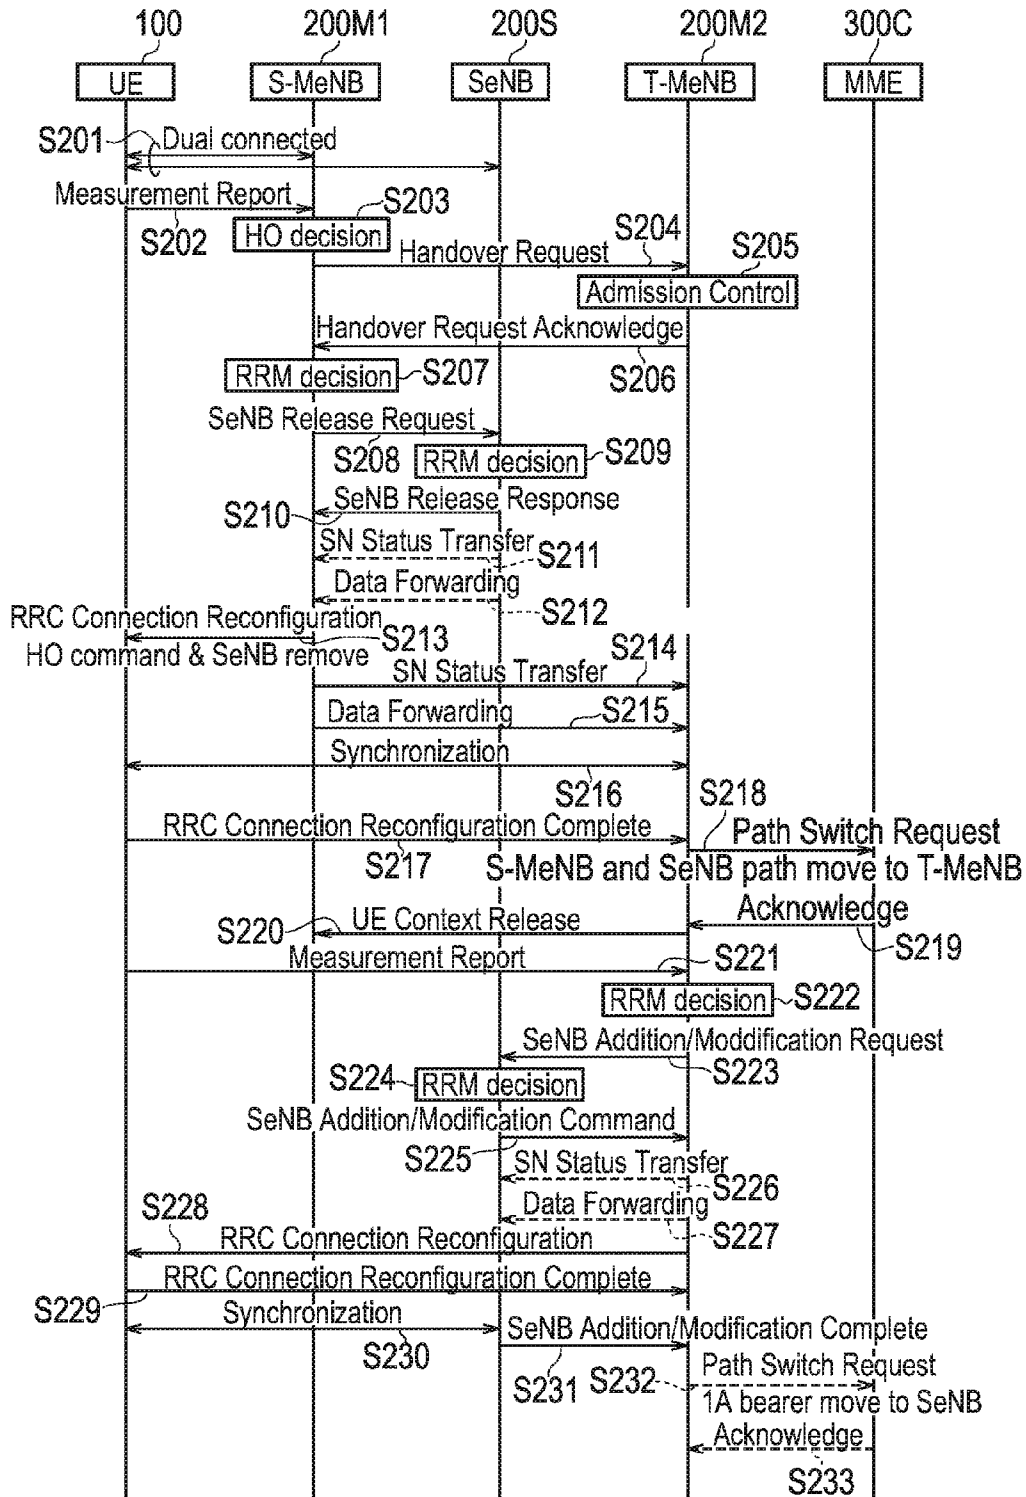 100 200M1 200S 200M2 300C
UE S-MeNB SeNB T-MeNB MME
S201 Dual connected
Measurement Report
S202
HO decision S203
Handover Request S204
S205
Admission Control
Handover Request Acknowledge
S206
RRM decision S207
SeNB Release Request
S208
RRM decision S209
SeNB Release Response
S210
SN Status Transfer S211
Data Forwarding
S212
RRC Connection Reconfiguration
S213
HO command & SeNB remove
SN Status Transfer S214
Data Forwarding S215
Synchronization
S216
RRC Connection Reconfiguration Complete
S217
S218
Path Switch Request
S-MeNB and SeNB path move to T-MeNB
Acknowledge
S219
UE Context Release
S220
Measurement Report S221
RRM decision S222
SeNB Addition/Moddification Request
S223
S224 RRM decision
SeNB Addition/Modification Command
S225
SN Status Transfer
S226
Data Forwarding
S227
S228
RRC Connection Reconfiguration
RRC Connection Reconfiguration Complete
S229
Synchronization
S230
SeNB Addition/Modification Complete
S231
S232 Path Switch Request
1A bearer move to SeNB
Acknowledge
S233